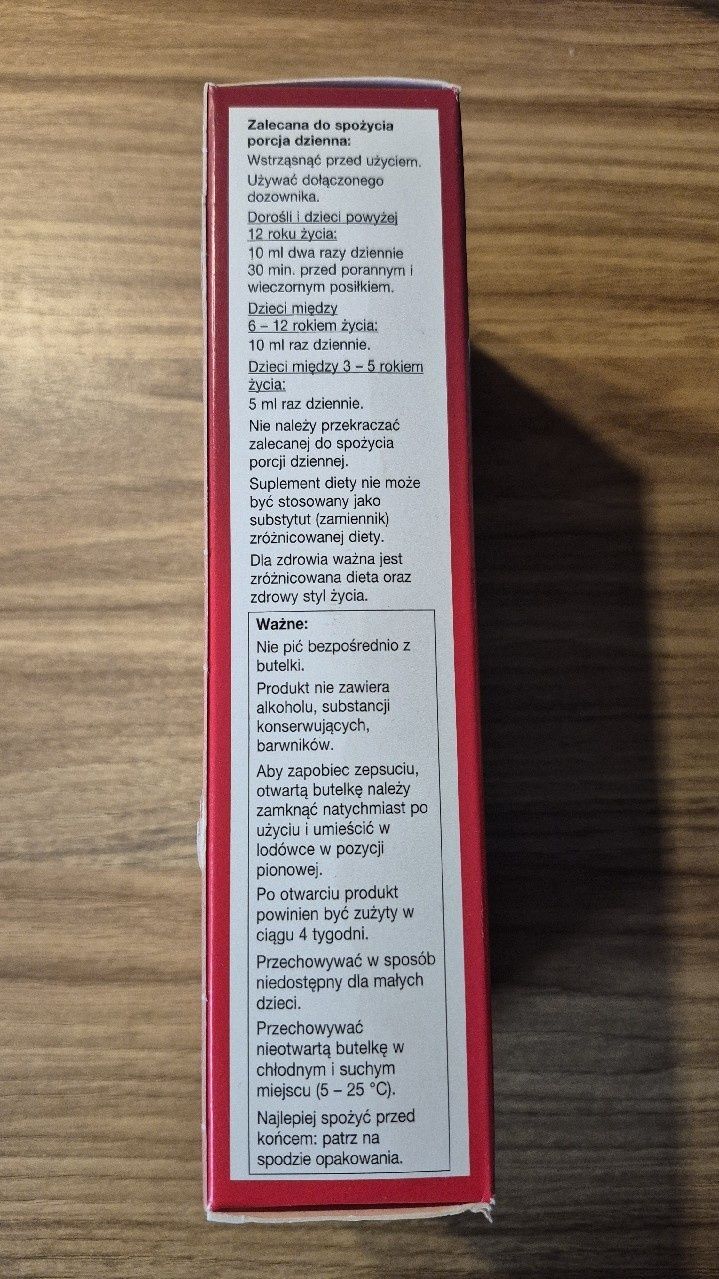 Zalecana do spożycia
porcja dzienna:
Wstrząsnąć przed użyciem.
Używać dołączonego
dozownika.
Dorośli i dzieci powyżej
12 roku życia:
10 ml dwa razy dziennie
30 min. przed porannym i
wieczornym posiłkiem.
Dzieci między
6 – 12 rokiem życia:
10 ml raz dziennie.
Dzieci między 3 – 5 rokiem
życia:
5 ml raz dziennie.
Nie należy przekraczać
zalecanej do spożycia
porcji dziennej.
Suplement diety nie może
być stosowany jako
substytut (zamiennik)
zróżnicowanej diety.
Dla zdrowia ważna jest
zróżnicowana dieta oraz
zdrowy styl życia.
Ważne:
Nie pić bezpośrednio z
butelki.
Produkt nie zawiera
alkoholu, substancji
konserwujących,
barwników.
Aby zapobiec zepsuciu,
otwartą butelkę należy
zamknąć natychmiast po
użyciu i umieścić w
lodówce w pozycji
pionowej.
Po otwarciu produkt
powinien być zużyty w
ciągu 4 tygodni.
Przechowywać w sposób
niedostępny dla małych
dzieci.
Przechowywać
nieotwartą butelkę w
chłodnym i suchym
miejscu (5 – 25 °C).
Najlepiej spożyć przed
końcem: patrz na
spodzie opakowania.